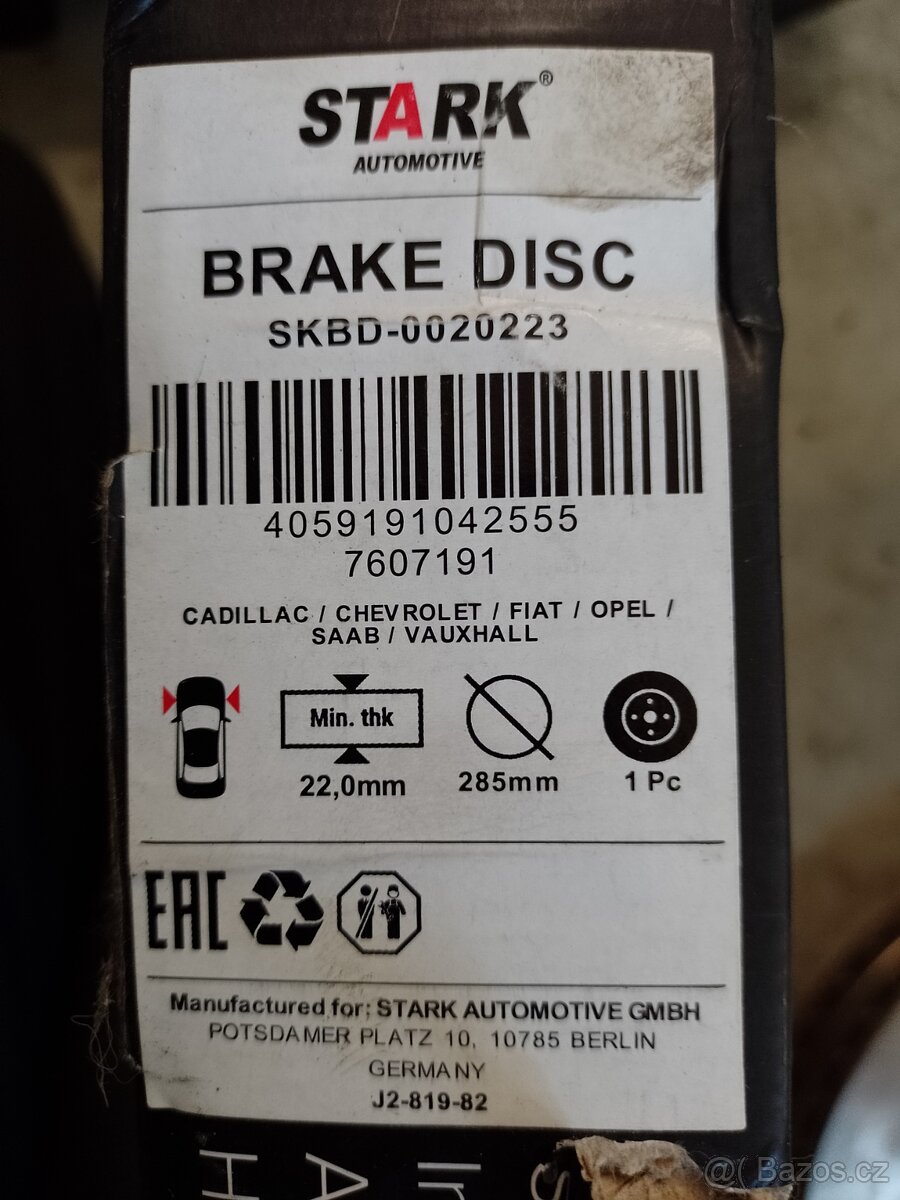 STARK®
AUTOMOTIVE
BRAKE DISC
SKBD-0020223
4059191042555
7607191
CADILLAC / CHEVROLET / FIAT / OPEL /
SAAB / VAUXHALL
Min. thk
22,0mm
285mm
1 Pc
EAC
Manufactured for: STARK AUTOMOTIVE GMBH
POTSDAMER PLATZ 10, 10785 BERLIN
GERMANY
J2-819-82
@( Bazos.cz